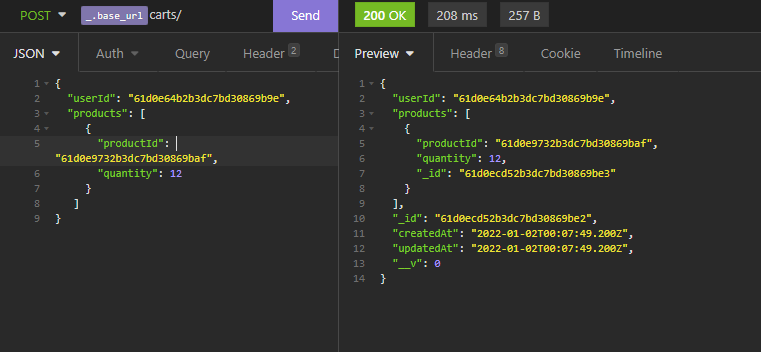 POST _.base_url carts/ Send
JSON Auth Query Header 2 D
1 {
2 "userId": "61d0e64b2b3dc7bd30869b9e",
3 "products": [
4 {
5 "productId":
"61d0e9732b3dc7bd30869baf",
6 "quantity": 12
7 }
8 ]
9 }
200 OK 208 ms 257 B
Preview Header 8 Cookie Timeline
1 {
2 "userId": "61d0e64b2b3dc7bd30869b9e",
3 "products": [
4 {
5 "productId": "61d0e9732b3dc7bd30869baf",
6 "quantity": 12,
7 "_id": "61d0ecd52b3dc7bd30869be3"
8 }
9 ],
10 "_id": "61d0ecd52b3dc7bd30869be2",
11 "createdAt": "2022-01-02T00:07:49.200Z",
12 "updatedAt": "2022-01-02T00:07:49.200Z",
13 "__v": 0
14 }